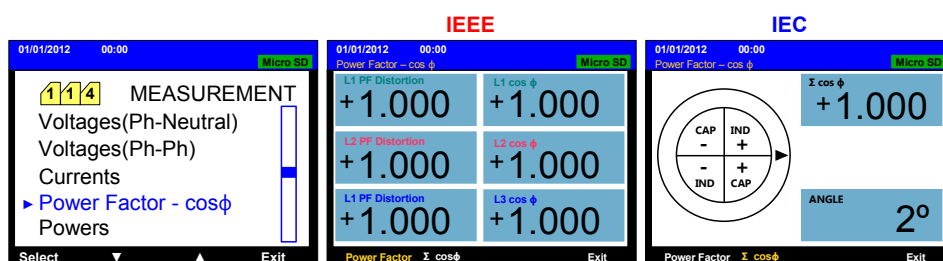 IEEE
IEC
01/01/2012 00:00
Micro SD
1 1 4 MEASUREMENT
Voltages(Ph-Neutral)
Voltages(Ph-Ph)
Currents
► Power Factor - cosϕ
Powers
Select ▼ ▲ Exit
01/01/2012 00:00
Power Factor – cos ϕ
Micro SD
L1 PF Distortion
+1.000
L1 cos ϕ
+1.000
L2 PF Distortion
+1.000
L2 cos ϕ
+1.000
L1 PF Distortion
+1.000
L3 cos ϕ
+1.000
Power Factor Σ cosϕ Exit
01/01/2012 00:00
Power Factor – cos ϕ
Micro SD
CAP IND
- +
- +
IND CAP
Σ cos ϕ
+1.000
ANGLE
2º
Power Factor Σ cosϕ Exit